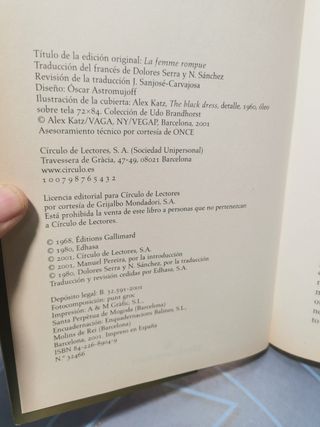 Título de la edición original: La femme rompue
Traducción del francés de Dolores Serra y N. Sánchez
Revisión de la traducción J. Sanjosé-Carvajosa
Diseño: Óscar Astromujoff
Ilustración de la cubierta: Alex Katz, The black dress, detalle, 1960, óleo
sobre tela 72×84. Colección de Udo Brandhorst
© Alex Katz/VAGA, NY/VEGAP, Barcelona, 2001
Asesoramiento técnico por cortesía de ONCE
Círculo de Lectores, S. A. (Sociedad Unipersonal)
Travessera de Gràcia, 47-49, 08021 Barcelona
www.circulo.es
1 0 0 7 9 8 7 6 5 4 3 2
Licencia editorial para Círculo de Lectores
por cortesía de Grijalbo Mondadori, S.A.
Está prohibida la venta de este libro a personas que no pertenezcan
a Círculo de Lectores.
© 1968, Éditions Gallimard
© 1980, Edhasa
© 2001, Círculo de Lectores, S.A.
© 2001, Manuel Pereira, por la introducción
© 1980, Dolores Serra y N. Sánchez, por la traducción
Traducción y revisión cedidas por Edhasa, S.A.
Depósito legal: B. 32.591-2001
Fotocomposición: punt groc
Impresión: A & M Gràfic, S.L.,
Santa Perpètua de Mogoda (Barcelona)
Encuadernación: Enquadernacions Balines, S.L.
Molins de Rei (Barcelona)
Barcelona, 2001. Impreso en España
ISBN 84-226-8904-9
N.º 32466